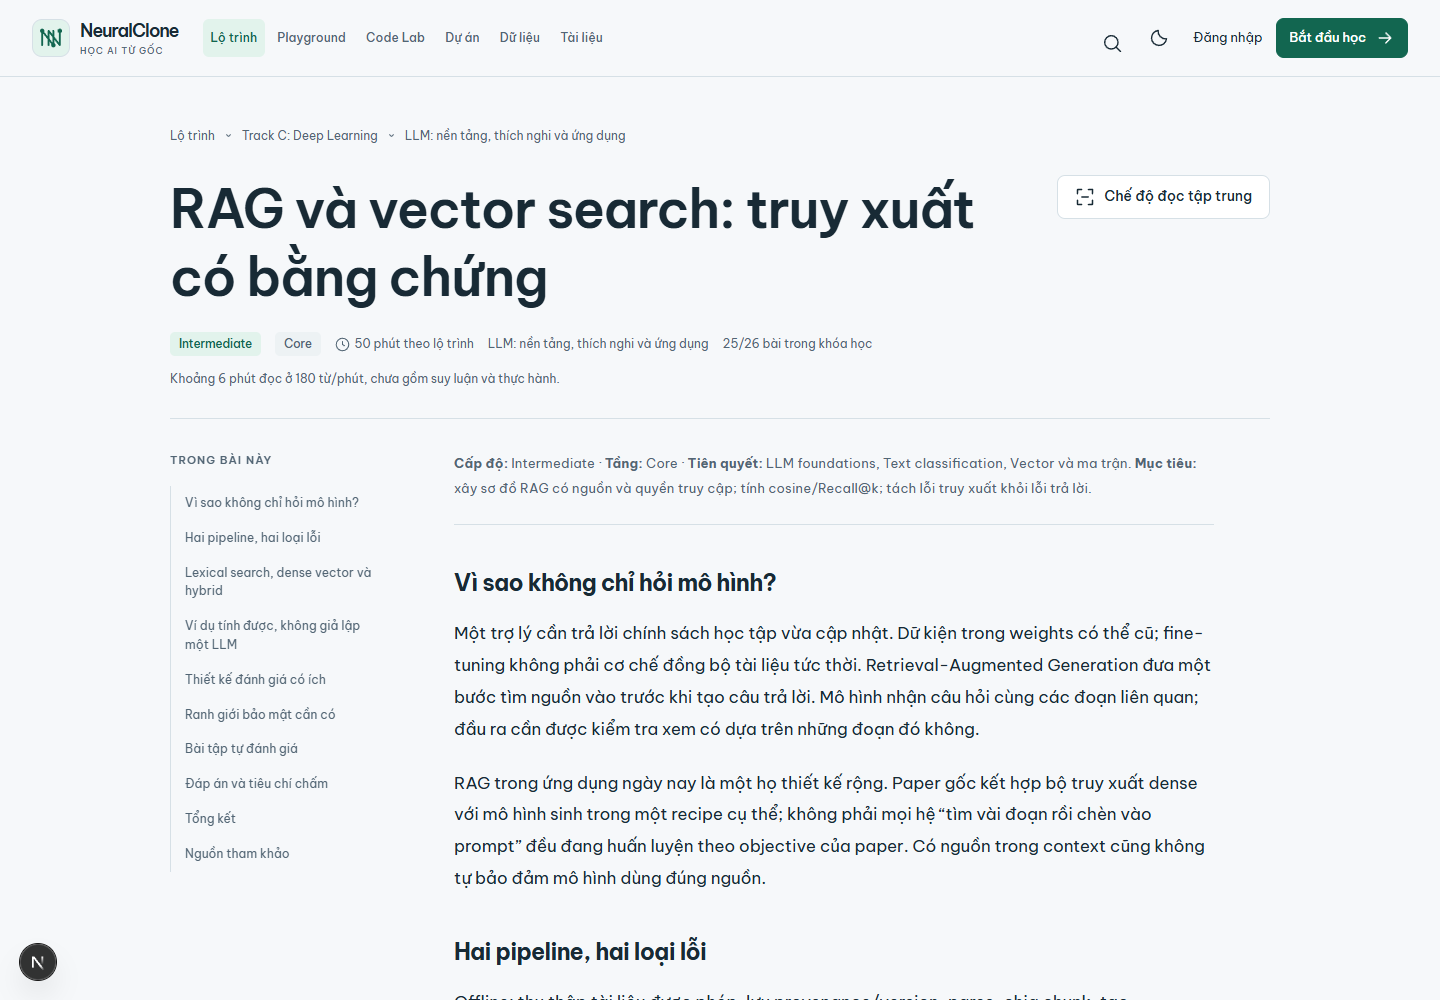 NeuralClone
HỌC AI TỪ GỐC
Lộ trình
Playground
Code Lab
Dự án
Dữ liệu
Tài liệu
Đăng nhập
Bắt đầu học
Lộ trình
Track C: Deep Learning
LLM: nền tảng, thích nghi và ứng dụng
RAG và vector search: truy xuất
có bằng chứng
Chế độ đọc tập trung
Intermediate
Core
50 phút theo lộ trình
LLM: nền tảng, thích nghi và ứng dụng
25/26 bài trong khóa học
Khoảng 6 phút đọc ở 180 từ/phút, chưa gồm suy luận và thực hành.
TRONG BÀI NÀY
Vì sao không chỉ hỏi mô hình?
Hai pipeline, hai loại lỗi
Lexical search, dense vector và
hybrid
Ví dụ tính được, không giả lập
một LLM
Thiết kế đánh giá có ích
Ranh giới bảo mật cần có
Bài tập tự đánh giá
Đáp án và tiêu chí chấm
Tổng kết
Nguồn tham khảo
Cấp độ: Intermediate · Tầng: Core · Tiên quyết: LLM foundations, Text classification, Vector và ma trận. Mục tiêu:
xây sơ đồ RAG có nguồn và quyền truy cập; tính cosine/Recall@k; tách lỗi truy xuất khỏi lỗi trả lời.
Vì sao không chỉ hỏi mô hình?
Một trợ lý cần trả lời chính sách học tập vừa cập nhật. Dữ kiện trong weights có thể cũ; fine-
tuning không phải cơ chế đồng bộ tài liệu tức thời. Retrieval-Augmented Generation đưa một
bước tìm nguồn vào trước khi tạo câu trả lời. Mô hình nhận câu hỏi cùng các đoạn liên quan;
đầu ra cần được kiểm tra xem có dựa trên những đoạn đó không.
RAG trong ứng dụng ngày nay là một họ thiết kế rộng. Paper gốc kết hợp bộ truy xuất dense
với mô hình sinh trong một recipe cụ thể; không phải mọi hệ “tìm vài đoạn rồi chèn vào
prompt” đều đang huấn luyện theo objective của paper. Có nguồn trong context cũng không
tự bảo đảm mô hình dùng đúng nguồn.
Hai pipeline, hai loại lỗi
Offline: thu thập tài liệu được phép, lưu provenance/version, parse, chia chunk, tạo